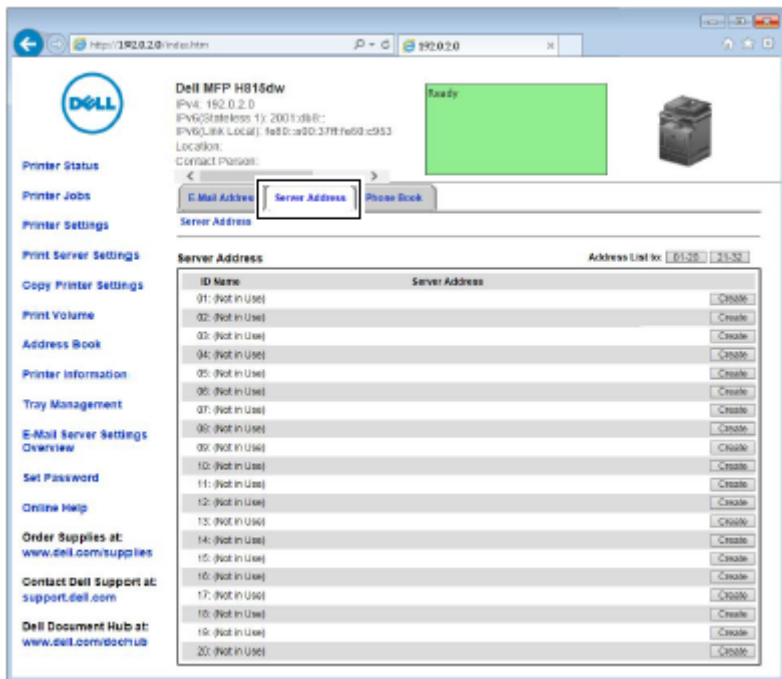 http://192.0.2.0/index.htm
192.0.2.0
DELL
Dell MFP H815dw
IPv4: 192.0.2.0
IPv6(Stateless 1): 2001:db8::
IPv6(Link Local): fe80::a00:37ff:fe60:c953
Location:
Contact Person:
Ready
Printer Status
Printer Jobs
Printer Settings
Print Server Settings
Copy Printer Settings
Print Volume
Address Book
Printer Information
Tray Management
E-Mail Server Settings
Overview
Set Password
Online Help
Order Supplies at:
www.dell.com/supplies
Contact Dell Support at:
support.dell.com
Dell Document Hub at:
www.dell.com/dochub
E-Mail Addres Server Address Phone Book
Server Address
Server Address Address List to: 01-20 21-32
ID Name Server Address
01: (Not in Use) Create
02: (Not in Use) Create
03: (Not in Use) Create
04: (Not in Use) Create
05: (Not in Use) Create
06: (Not in Use) Create
07: (Not in Use) Create
08: (Not in Use) Create
09: (Not in Use) Create
10: (Not in Use) Create
11: (Not in Use) Create
12: (Not in Use) Create
13: (Not in Use) Create
14: (Not in Use) Create
15: (Not in Use) Create
16: (Not in Use) Create
17: (Not in Use) Create
18: (Not in Use) Create
19: (Not in Use) Create
20: (Not in Use) Create